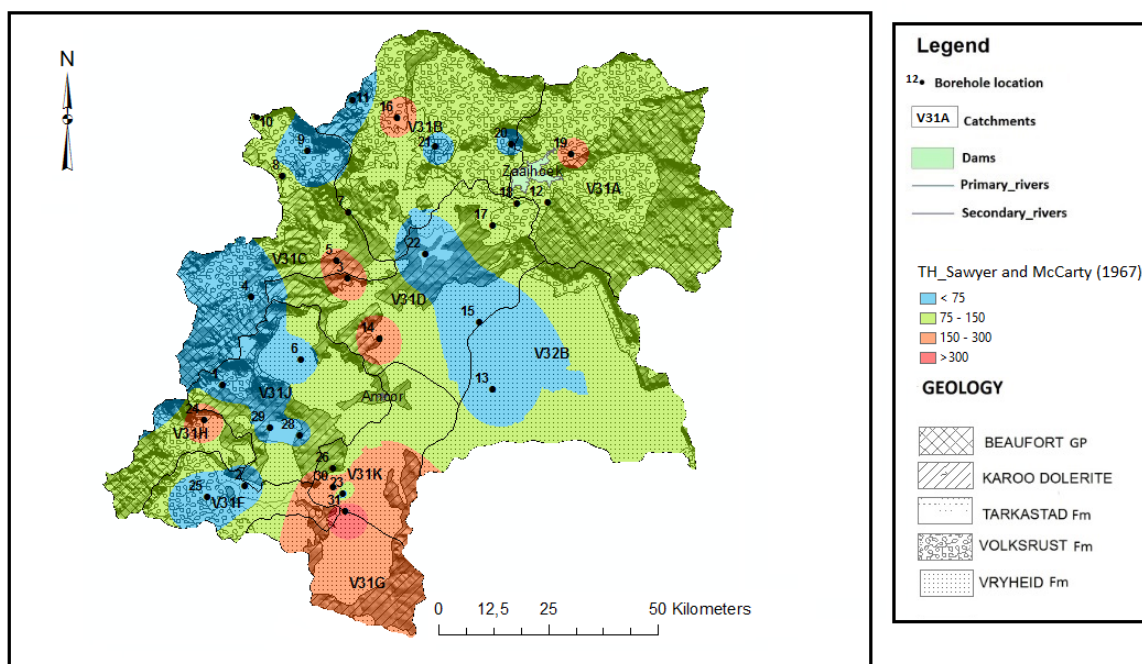 N
11
16
10
V31B
9
21
20
19
8
Zaaihoek
V31A
7
18
12
17
22
5
V31C
3
4
V31D
15
14
V32B
6
13
1
V31J
Amcor
24
29
28
V31H
26
2
30
V31K
25
23
V31F
31
V31G
0 12,5 25 50 Kilometers
Legend
12 Borehole location
V31A Catchments
Dams
Primary_rivers
Secondary_rivers
TH_Sawyer and McCarty (1967)
< 75
75 - 150
150 - 300
>300
GEOLOGY
BEAUFORT GP
KAROO DOLERITE
TARKASTAD Fm
VOLKSRUST Fm
VRYHEID Fm